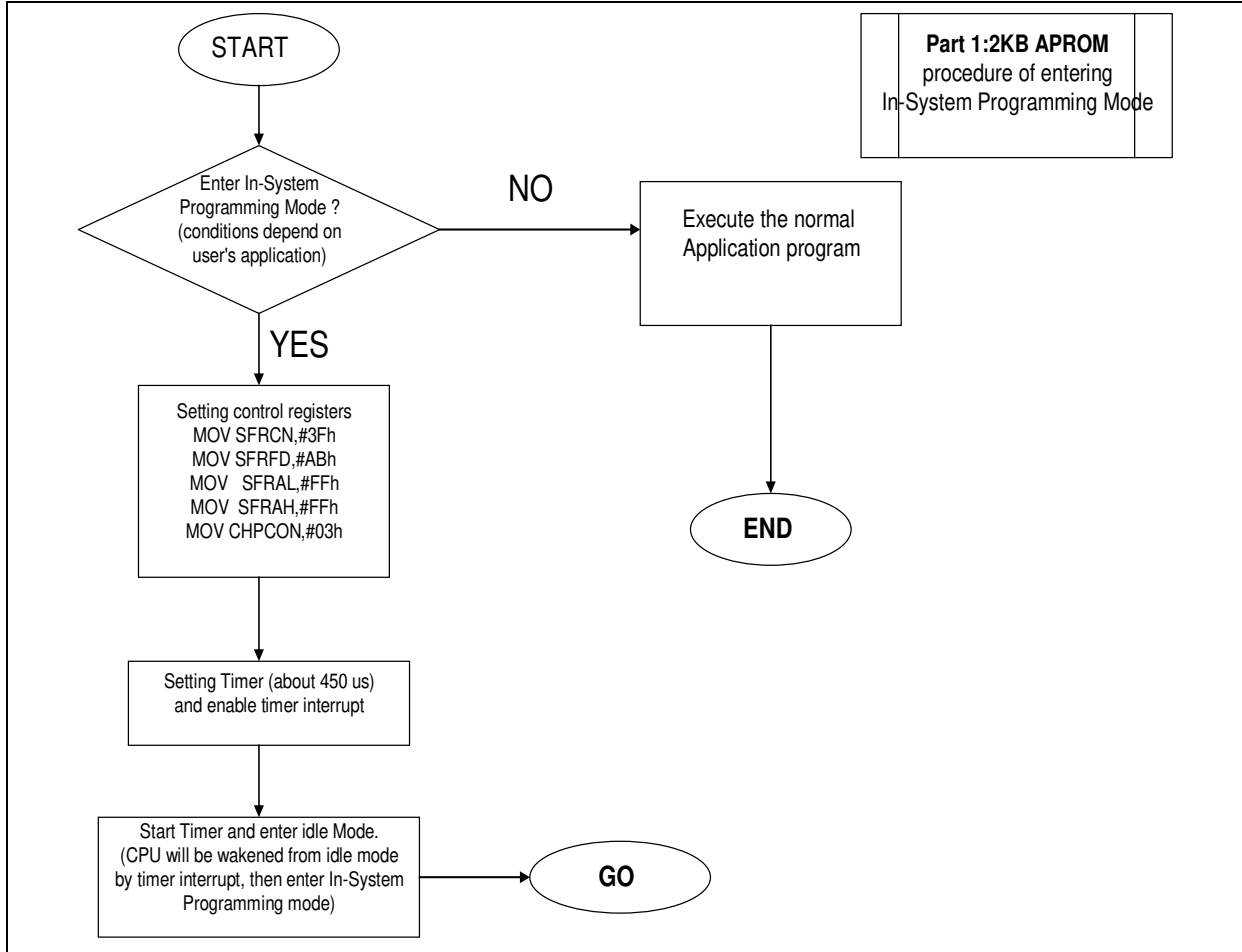 START
Part 1:2KB APROM
procedure of entering
In-System Programming Mode
Enter In-System
Programming Mode ?
(conditions depend on
user's application)
NO
Execute the normal
Application program
YES
Setting control registers
MOV SFRCN,#3Fh
MOV SFRFD,#ABh
MOV SFRAL,#FFh
MOV SFRAH,#FFh
MOV CHPCON,#03h
END
Setting Timer (about 450 us)
and enable timer interrupt
Start Timer and enter idle Mode.
(CPU will be wakened from idle mode
by timer interrupt, then enter In-System
Programming mode)
GO